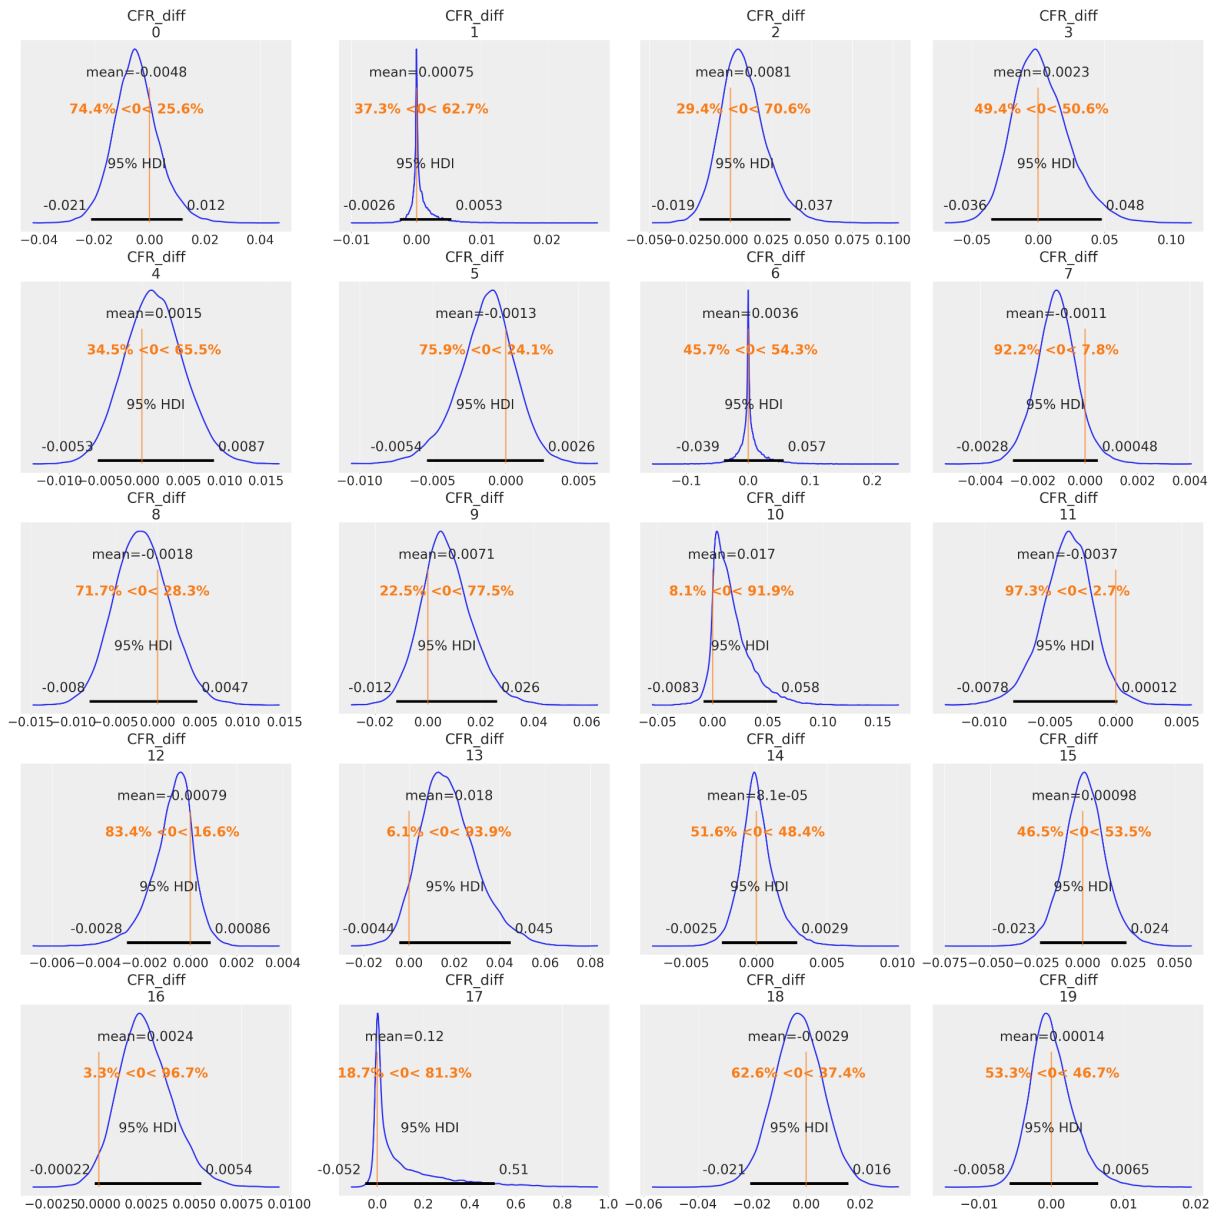 CFR_diff
0
mean=-0.0048
74.4% <0< 25.6%
95% HDI
-0.021
0.012
−0.04 −0.02 0.00 0.02 0.04
CFR_diff
1
mean=0.00075
37.3% <0< 62.7%
95% HDI
-0.0026
0.0053
−0.01 0.00 0.01 0.02
CFR_diff
2
mean=0.0081
29.4% <0< 70.6%
95% HDI
-0.019
0.037
−0.050 −0.025 0.000 0.025 0.050 0.075 0.100
CFR_diff
3
mean=0.0023
49.4% <0< 50.6%
95% HDI
-0.036
0.048
−0.05 0.00 0.05 0.10
CFR_diff
4
mean=0.0015
34.5% <0< 65.5%
95% HDI
-0.0053
0.0087
−0.010 −0.005 0.000 0.005 0.010 0.015
CFR_diff
5
mean=-0.0013
75.9% <0< 24.1%
95% HDI
-0.0054
0.0026
−0.010 −0.005 0.000 0.005
CFR_diff
6
mean=0.0036
45.7% <0< 54.3%
95% HDI
-0.039
0.057
−0.1 0.0 0.1 0.2
CFR_diff
7
mean=-0.0011
92.2% <0< 7.8%
95% HDI
-0.0028
0.00048
−0.004 −0.002 0.000 0.002 0.004
CFR_diff
8
mean=-0.0018
71.7% <0< 28.3%
95% HDI
-0.008
0.0047
−0.015 −0.010 −0.005 0.000 0.005 0.010 0.015
CFR_diff
9
mean=0.0071
22.5% <0< 77.5%
95% HDI
-0.012
0.026
−0.02 0.00 0.02 0.04 0.06
CFR_diff
10
mean=0.017
8.1% <0< 91.9%
95% HDI
-0.0083
0.058
−0.05 0.00 0.05 0.10 0.15
CFR_diff
11
mean=-0.0037
97.3% <0< 2.7%
95% HDI
-0.0078
0.00012
−0.010 −0.005 0.000 0.005
CFR_diff
12
mean=-0.00079
83.4% <0< 16.6%
95% HDI
-0.0028
0.00086
−0.006 −0.004 −0.002 0.000 0.002 0.004
CFR_diff
13
mean=0.018
6.1% <0< 93.9%
95% HDI
-0.0044
0.045
−0.02 0.00 0.02 0.04 0.06 0.08
CFR_diff
14
mean=8.1e-05
51.6% <0< 48.4%
95% HDI
-0.0025
0.0029
−0.005 0.000 0.005 0.010
CFR_diff
15
mean=0.00098
46.5% <0< 53.5%
95% HDI
-0.023
0.024
−0.075 −0.050 −0.025 0.000 0.025 0.050
CFR_diff
16
mean=0.0024
3.3% <0< 96.7%
95% HDI
-0.00022
0.0054
−0.0025 0.0000 0.0025 0.0050 0.0075 0.0100
CFR_diff
17
mean=0.12
18.7% <0< 81.3%
95% HDI
-0.052
0.51
0.0 0.2 0.4 0.6 0.8 1.0
CFR_diff
18
mean=-0.0029
62.6% <0< 37.4%
95% HDI
-0.021
0.016
−0.06 −0.04 −0.02 0.00 0.02 0.04
CFR_diff
19
mean=0.00014
53.3% <0< 46.7%
95% HDI
-0.0058
0.0065
−0.01 0.00 0.01 0.02